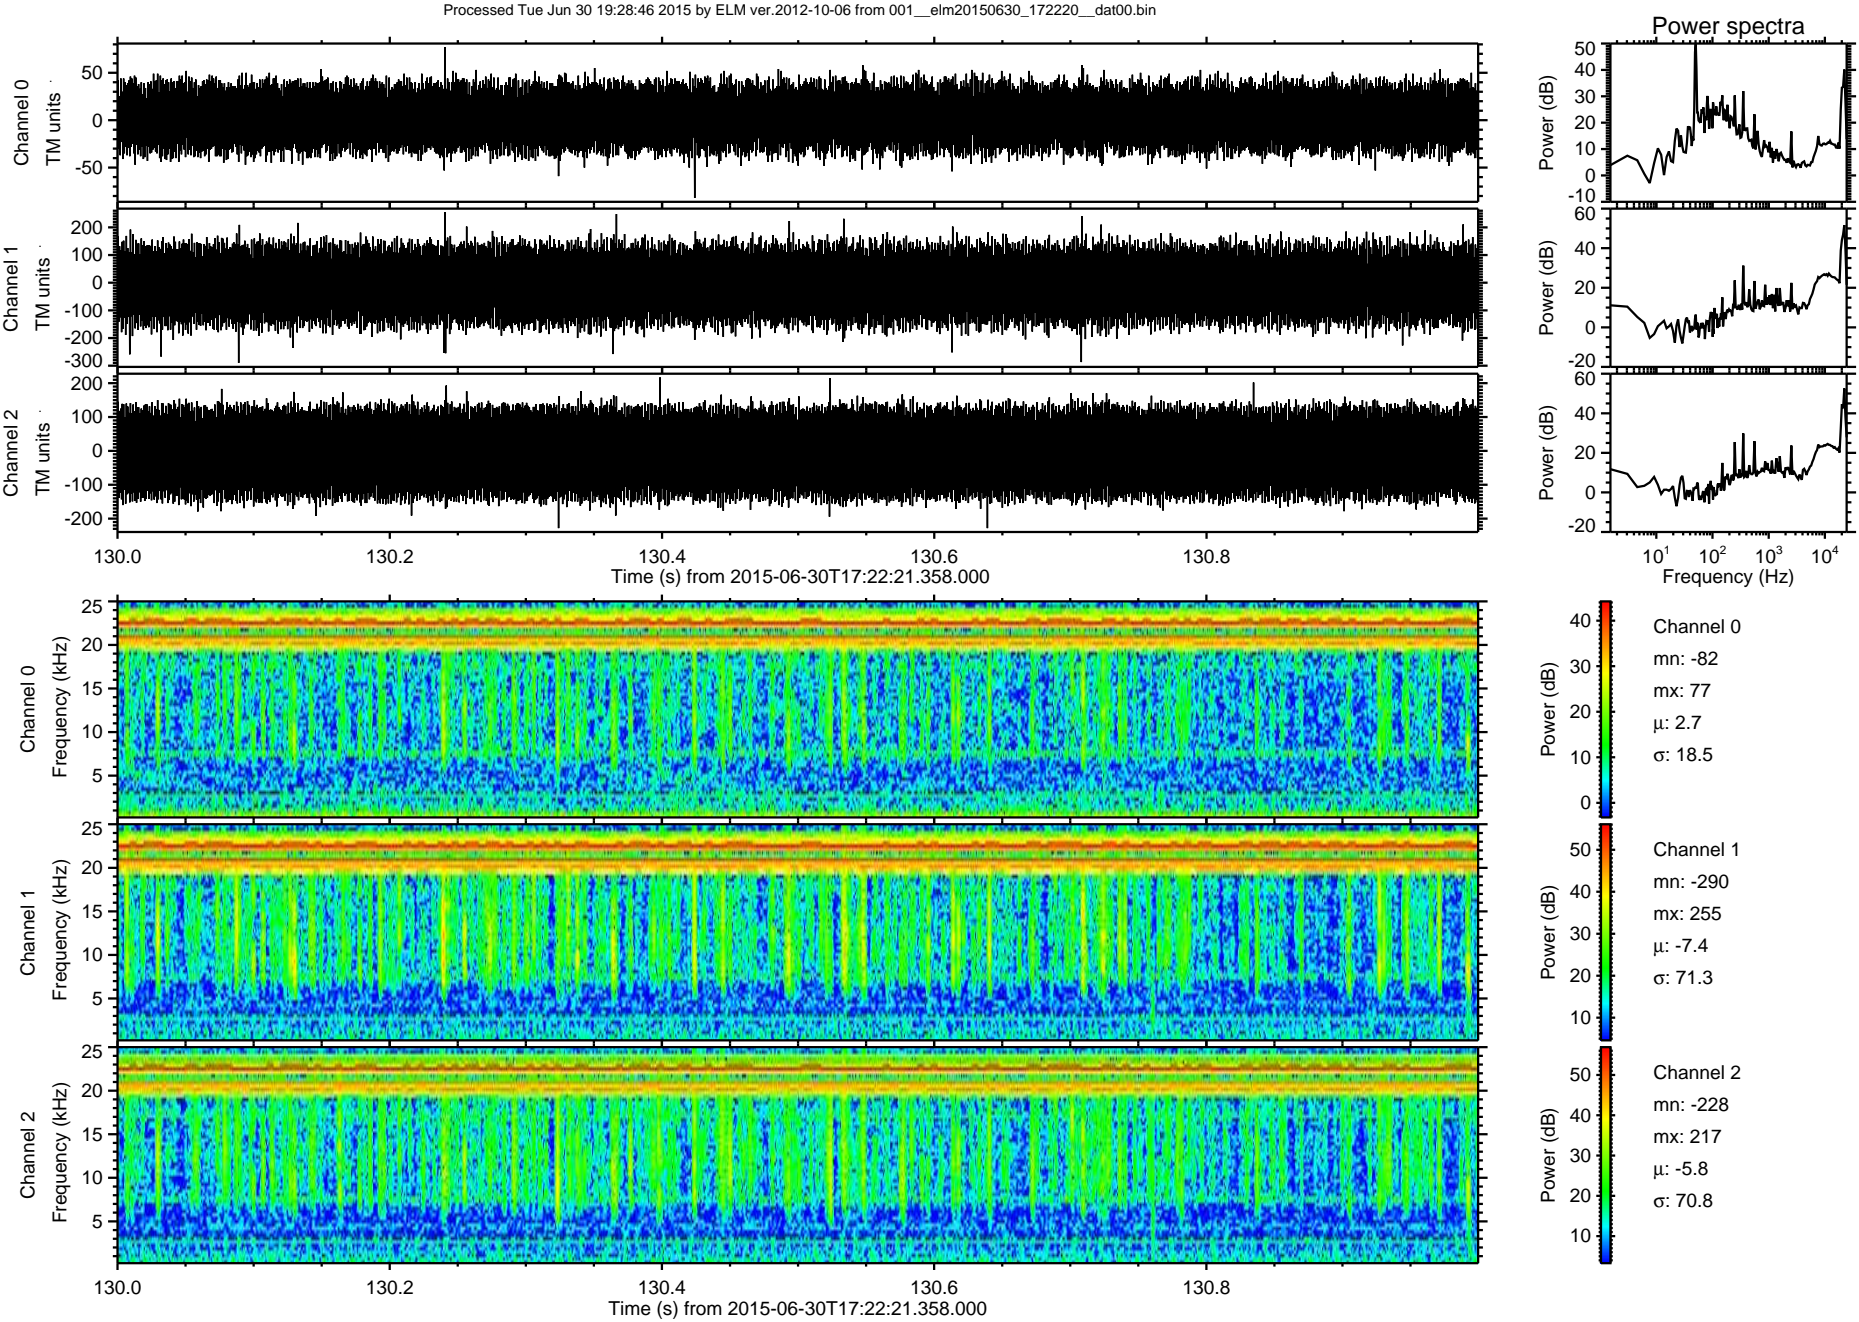 Processed Tue Jun 30 19:28:46 2015 by ELM ver.2012-10-06 from 001__elm20150630_172220__dat00.bin
Power spectra
Channel 0
TM units
50
0
-50
Power (dB)
50
40
30
20
10
0
-10
Channel 1
TM units
200
100
0
-100
-200
-300
Power (dB)
60
40
20
0
-20
Channel 2
TM units
200
100
0
-100
-200
Power (dB)
60
40
20
0
-20
130.0 130.2 130.4 130.6 130.8
Time (s) from 2015-06-30T17:22:21.358.000
10¹ 10² 10³ 10⁴
Frequency (Hz)
Channel 0
Frequency (kHz)
25
20
15
10
5
Power (dB)
40
30
20
10
0
Channel 0
mn: -82
mx: 77
μ: 2.7
σ: 18.5
Channel 1
Frequency (kHz)
25
20
15
10
5
Power (dB)
50
40
30
20
10
Channel 1
mn: -290
mx: 255
μ: -7.4
σ: 71.3
Channel 2
Frequency (kHz)
25
20
15
10
5
Power (dB)
50
40
30
20
10
Channel 2
mn: -228
mx: 217
μ: -5.8
σ: 70.8
130.0 130.2 130.4 130.6 130.8
Time (s) from 2015-06-30T17:22:21.358.000